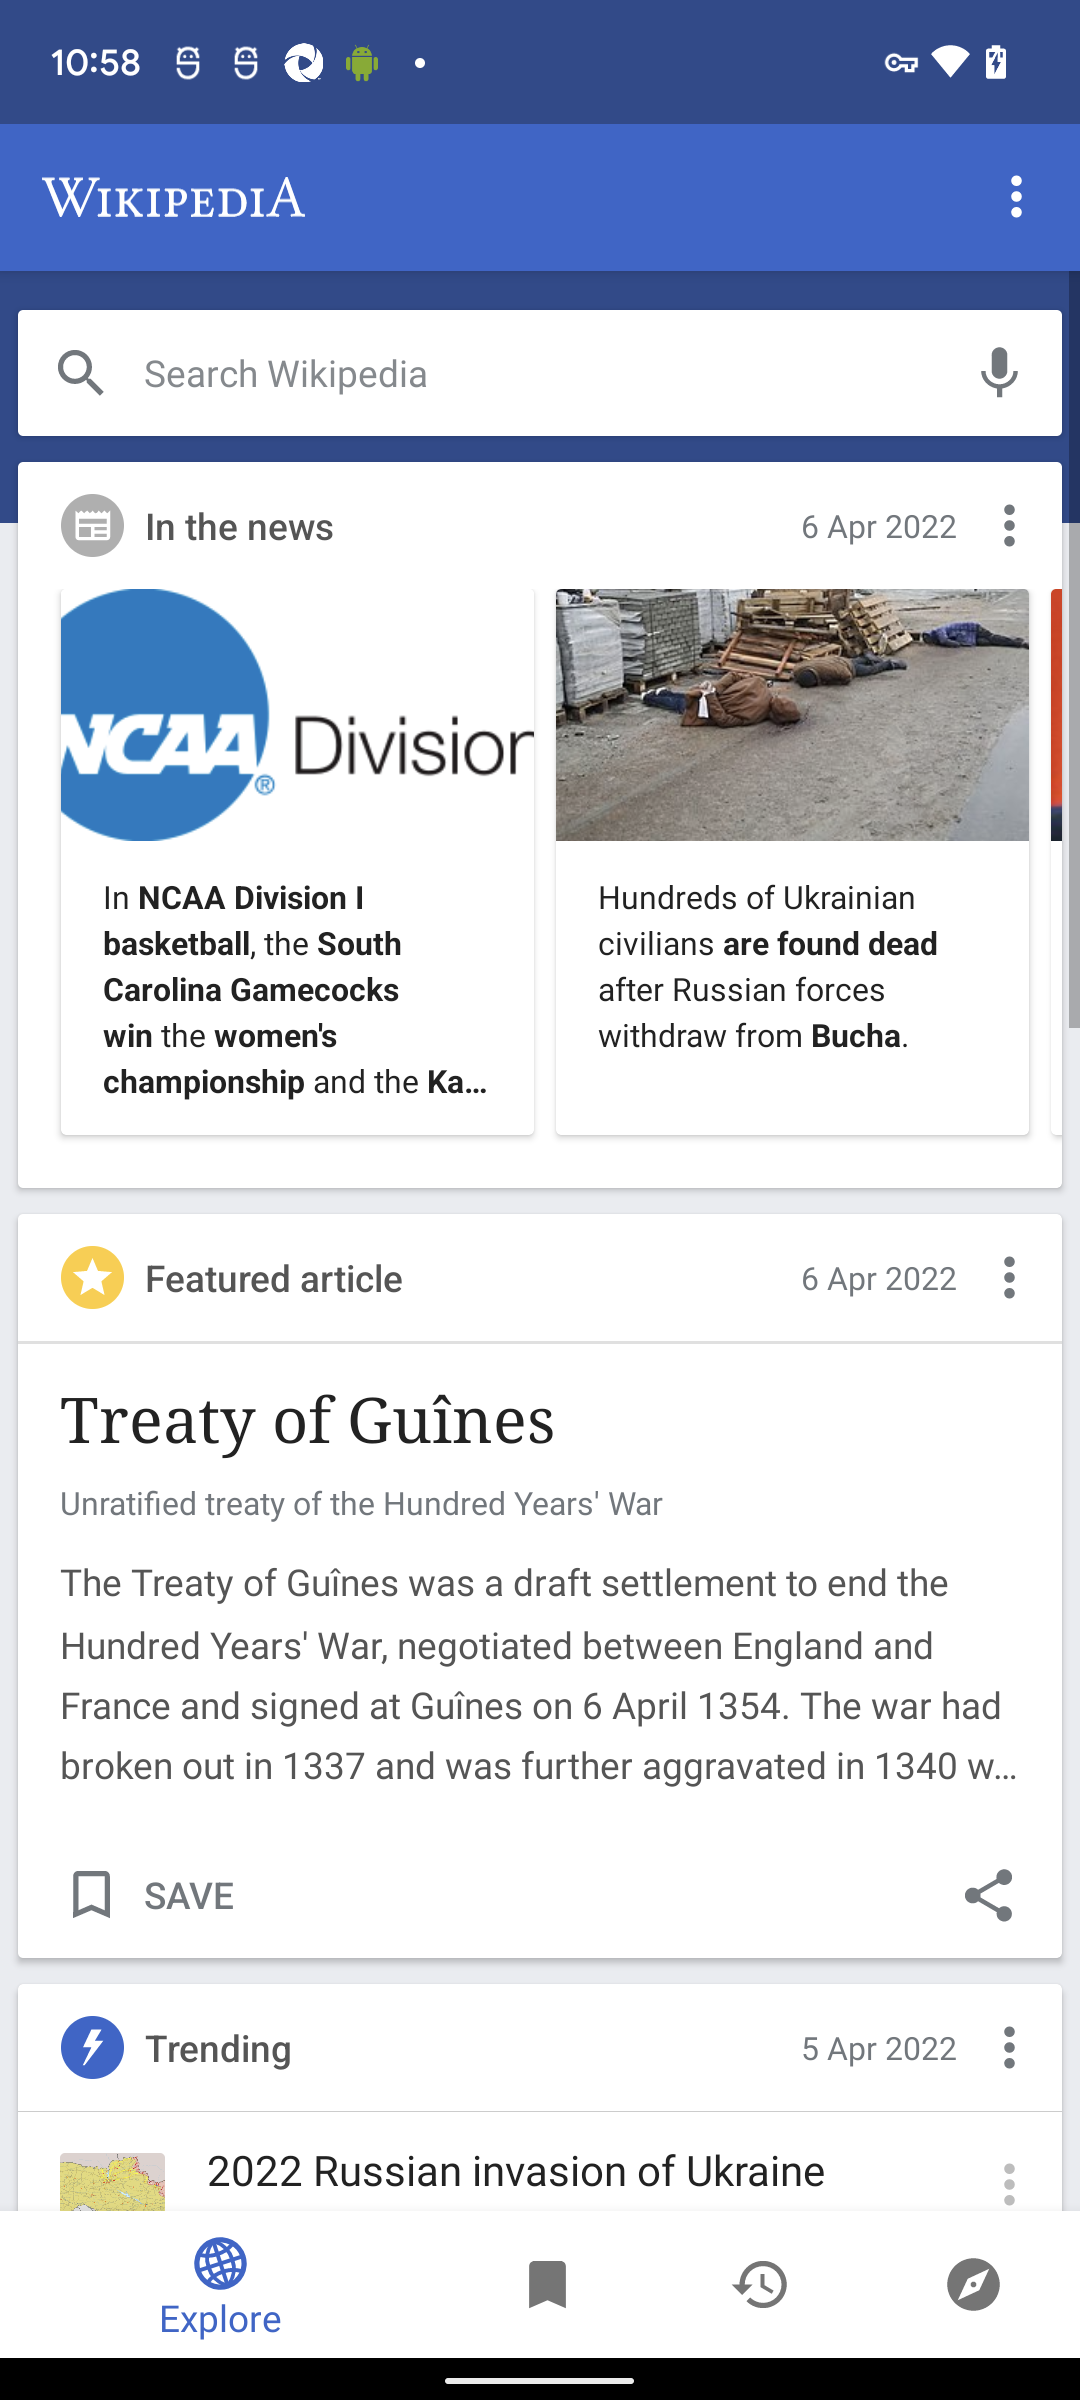 10:58
WIKIPEDIA
Search Wikipedia
In the news
6 Apr 2022
NCAA
®
Division
In NCAA Division I
basketball, the South
Carolina Gamecocks
win the women's
championship and the Ka...
Hundreds of Ukrainian
civilians are found dead
after Russian forces
withdraw from Bucha.
Featured article
6 Apr 2022
Treaty of Guînes
Unratified treaty of the Hundred Years' War
The Treaty of Guînes was a draft settlement to end the
Hundred Years' War, negotiated between England and
France and signed at Guînes on 6 April 1354. The war had
broken out in 1337 and was further aggravated in 1340 w...
SAVE
Trending
5 Apr 2022
2022 Russian invasion of Ukraine
Explore